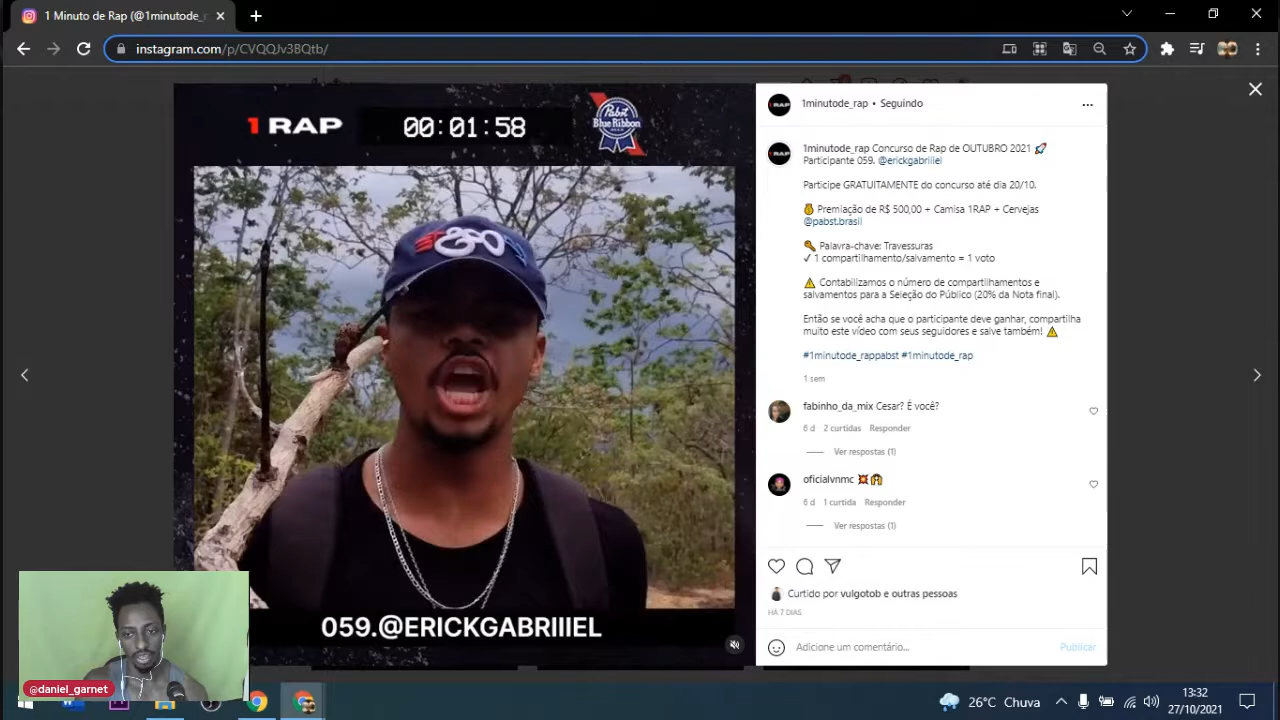 1 Minuto de Rap (@1minutode_r
instagram.com/p/CVQQJv3BQtb/
1 RAP
00:01:58
Pabst
Blue Ribbon
059.@ERICKGABRIIIEL
@daniel_garnet
1RAP
1minutode_rap • Seguindo
1RAP
1minutode_rap Concurso de Rap de OUTUBRO 2021 🚀
Participante 059. @erickgabriiiel
Participe GRATUITAMENTE do concurso até dia 20/10.
🥇 Premiação de R$ 500,00 + Camisa 1RAP + Cervejas
@pabst.brasil
🔑 Palavra-chave: Travessuras
✓ 1 compartilhamento/salvamento = 1 voto
⚠️ Contabilizamos o número de compartilhamentos e
salvamentos para a Seleção do Público (20% da Nota final).
Então se você acha que o participante deve ganhar, compartilha
muito este vídeo com seus seguidores e salve também! ⚠️
#1minutode_rappabst #1minutode_rap
1 sem
fabinho_da_mix Cesar? É você?
6 d 2 curtidas Responder
Ver respostas (1)
oficialvnmc 💥🙌
6 d 1 curtida Responder
Ver respostas (1)
Curtido por vulgotob e outras pessoas
HÁ 7 DIAS
Adicione um comentário...
Publicar
26°C Chuva
13:32
27/10/2021